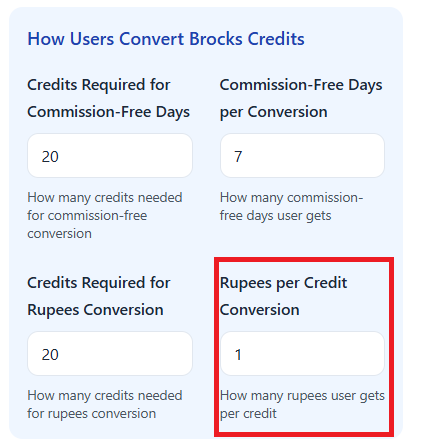 How Users Convert Brocks Credits
Credits Required for
Commission-Free Days
20
How many credits needed
for commission-free
conversion
Commission-Free Days
per Conversion
7
How many commission-
free days user gets
Credits Required for
Rupees Conversion
20
How many credits needed
for rupees conversion
Rupees per Credit
Conversion
1
How many rupees user gets
per credit